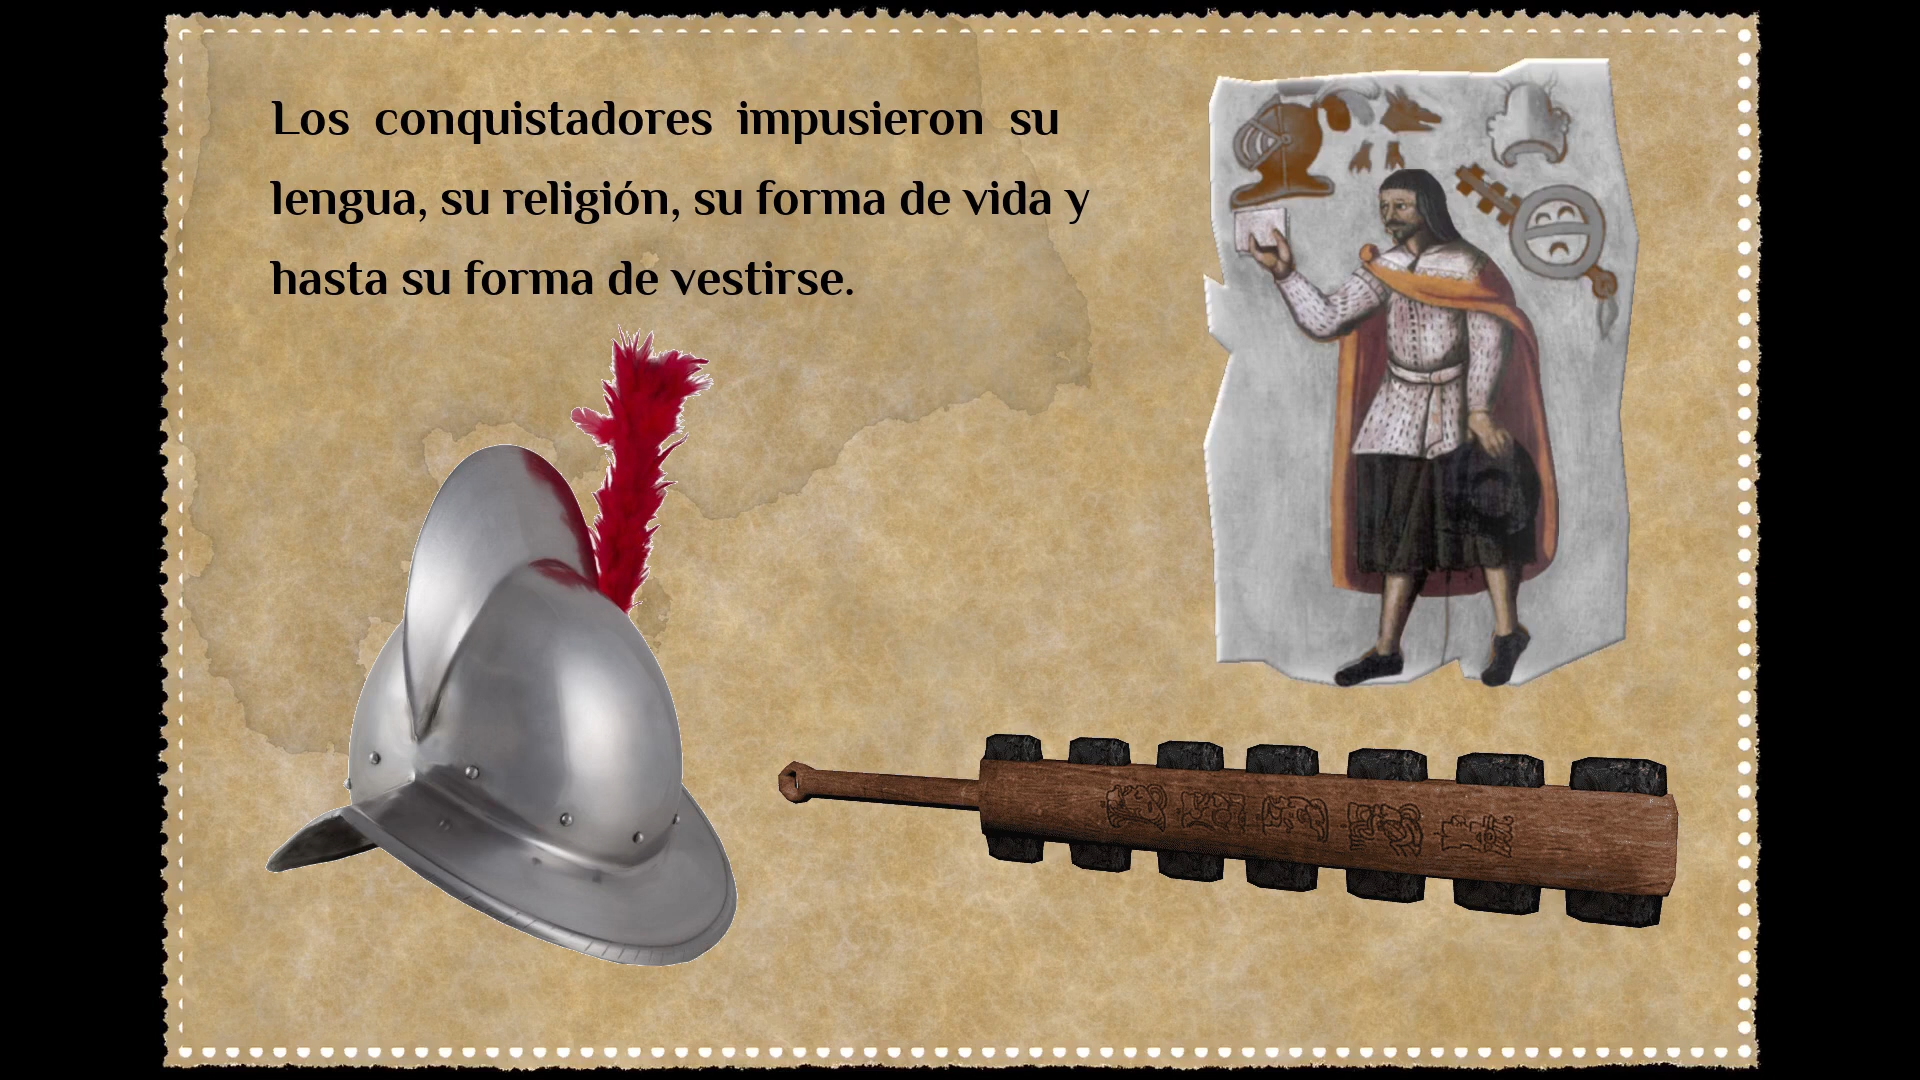 Los conquistadores impusieron su
lengua, su religión, su forma de vida y
hasta su forma de vestirse.